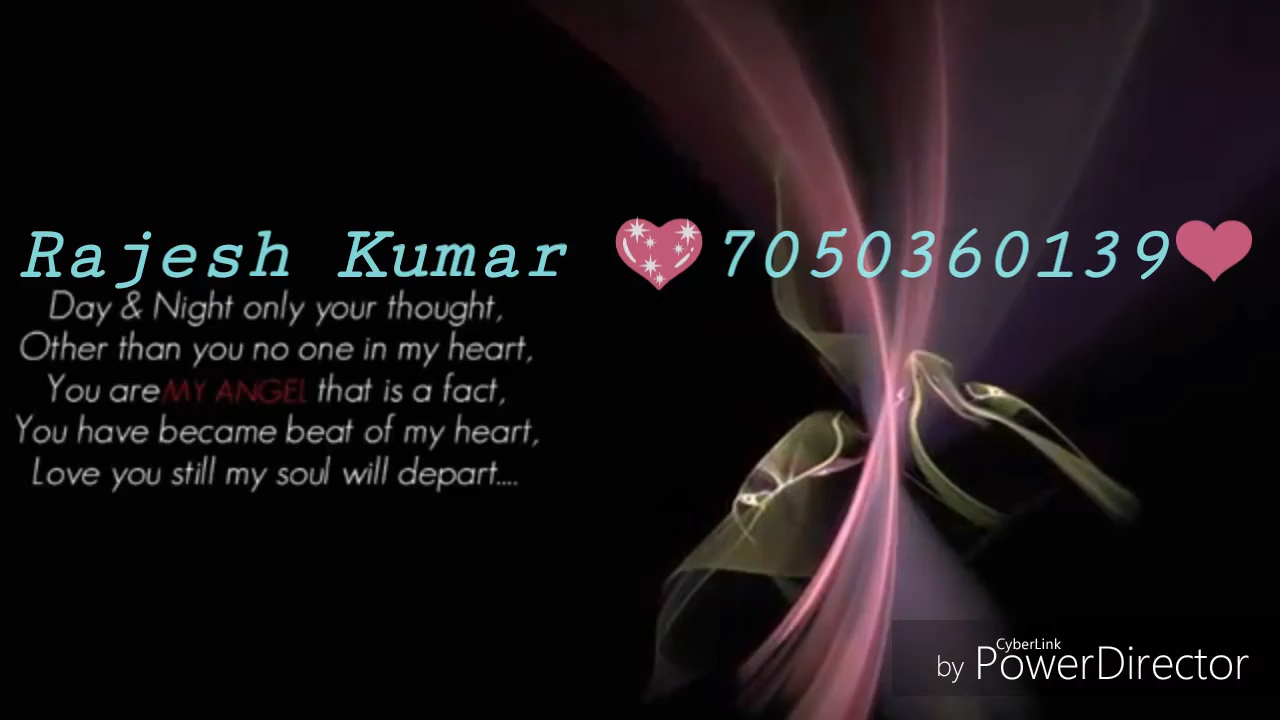 Rajesh Kumar 💖7050360139❤
Day & Night only your thought,
Other than you no one in my heart,
You are MY ANGEL that is a fact,
You have became beat of my heart,
Love you still my soul will depart....
CyberLink
by PowerDirector